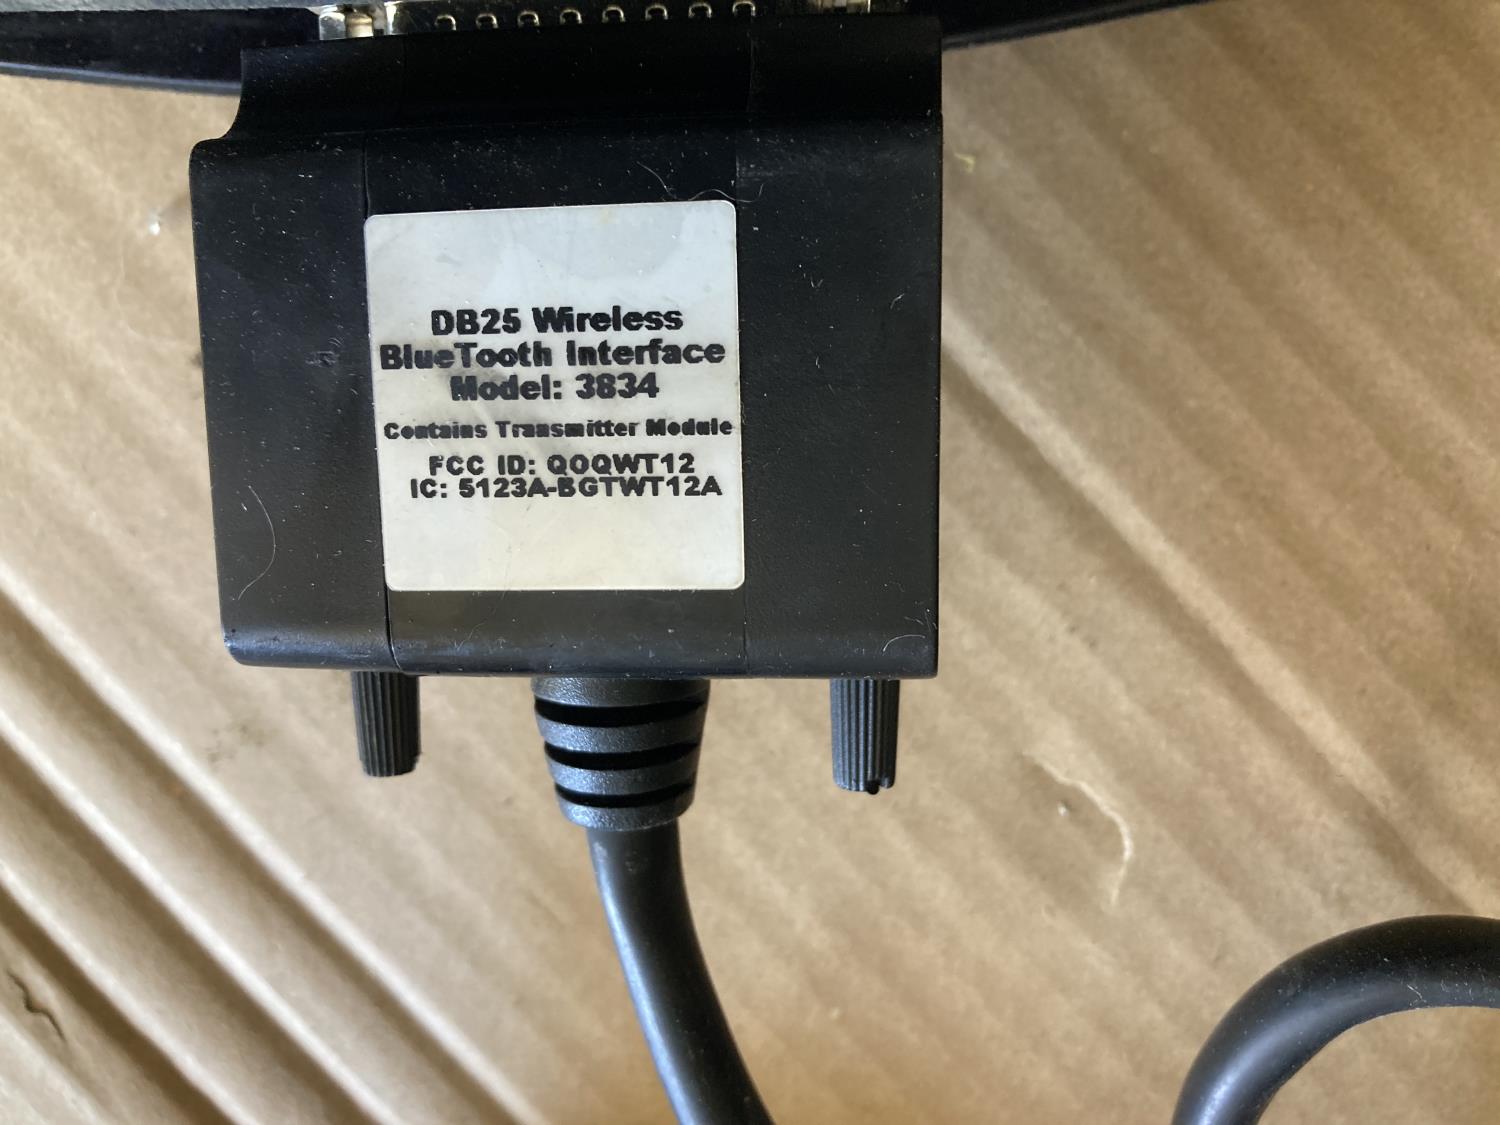 DB25 Wireless
BlueTooth Interface
Model: 3834
Contains Transmitter Module
FCC ID: QOQWT12
IC: 5123A-BGTWT12A